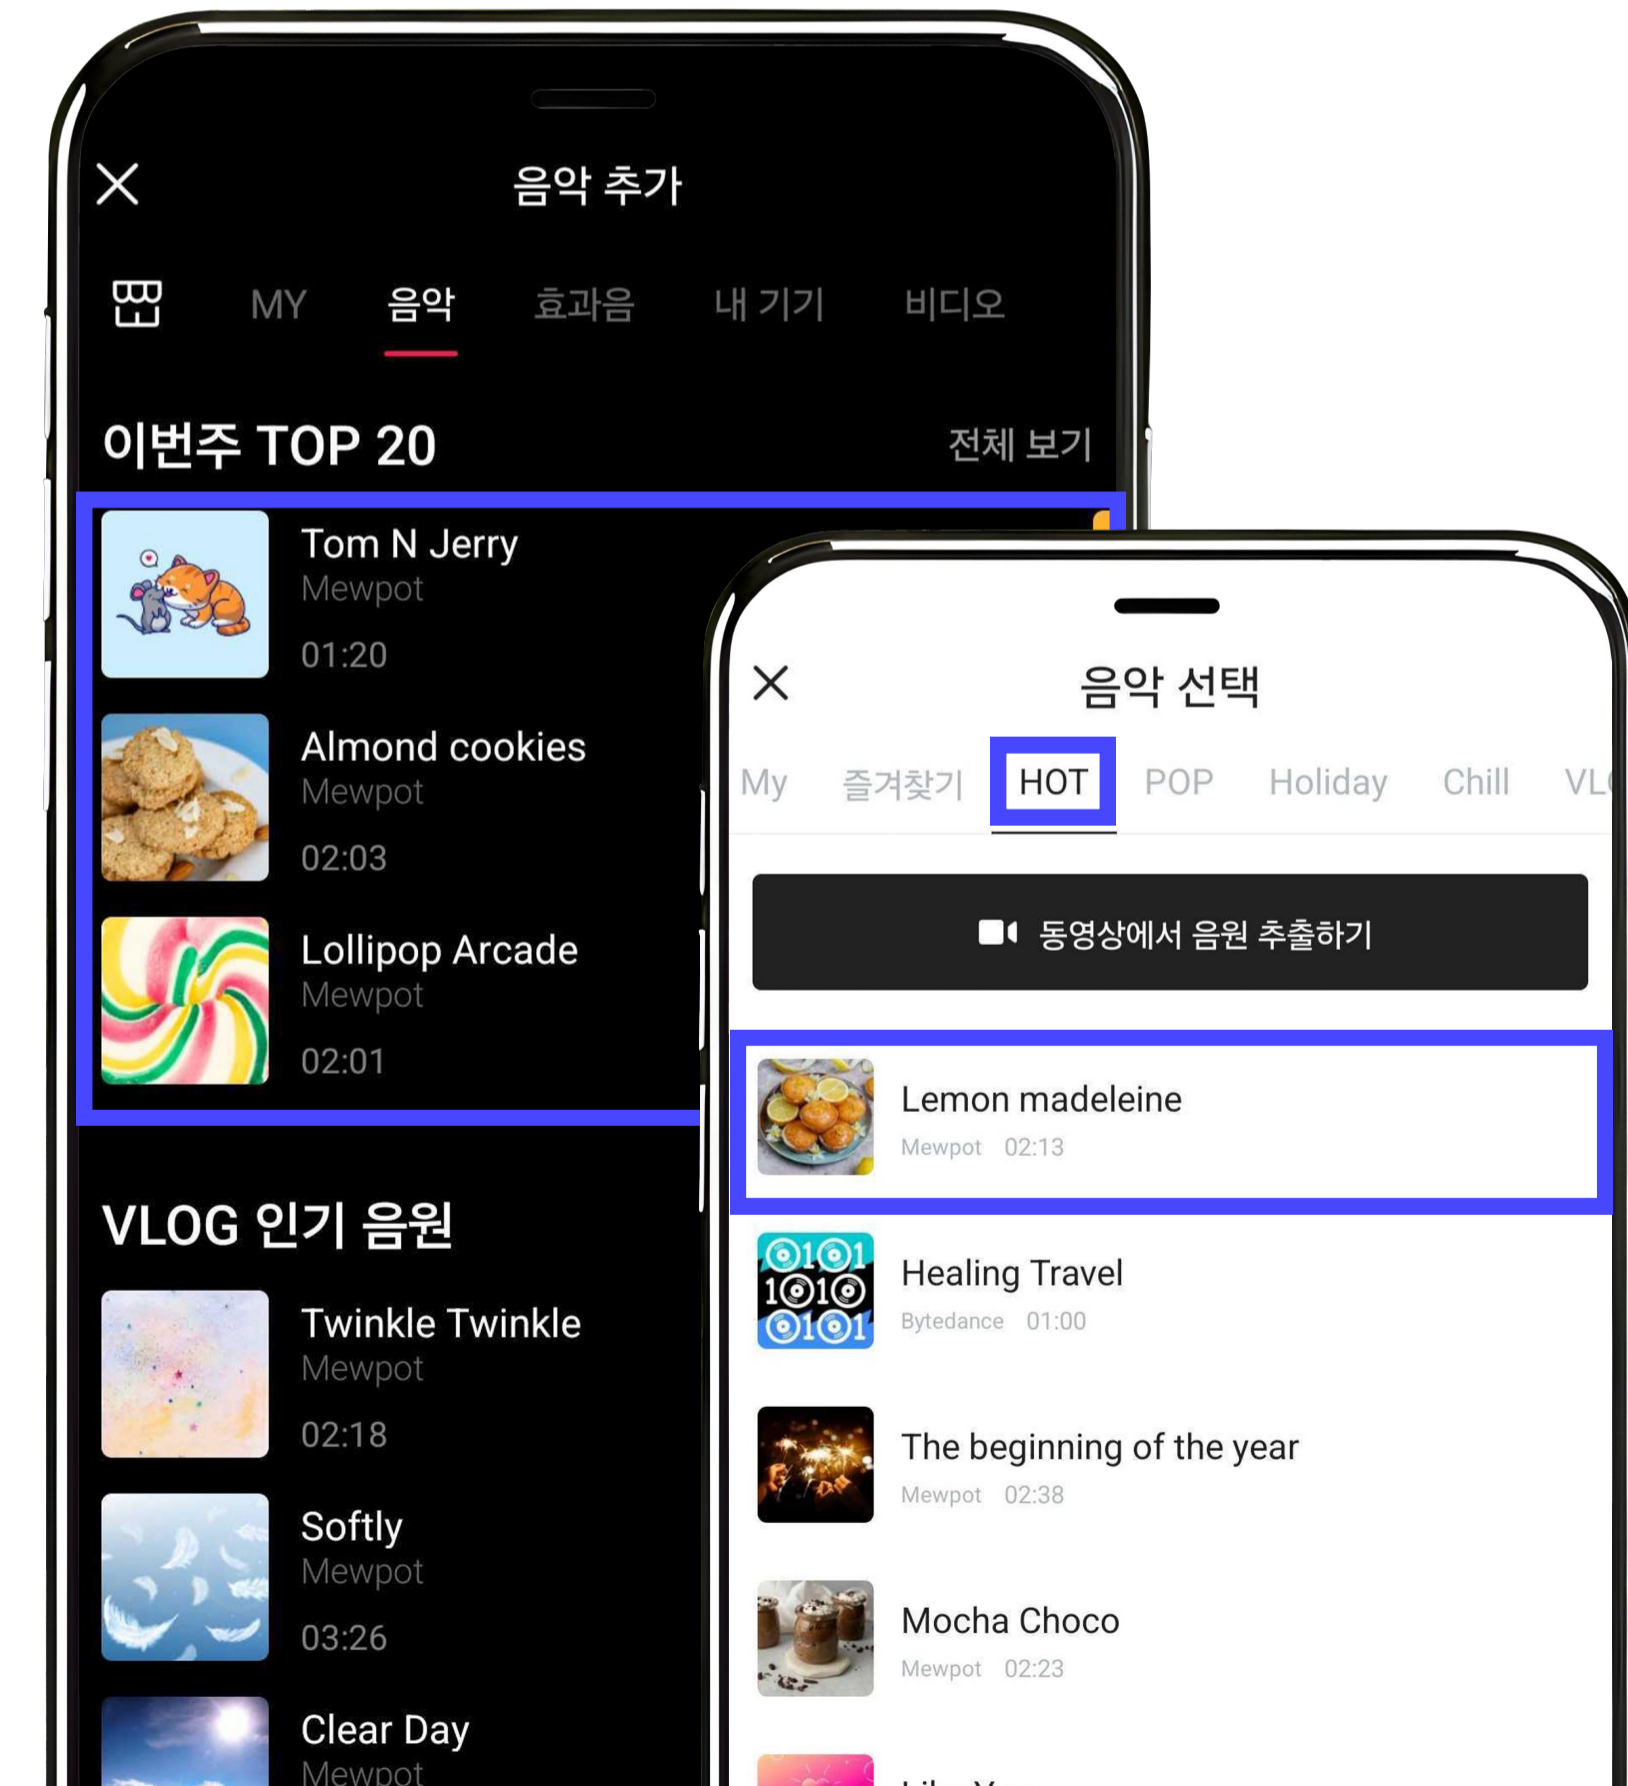 음악 추가
MY 음악 효과음 내 기기 비디오
이번주 TOP 20 전체 보기
Tom N Jerry
Mewpot
01:20
Almond cookies
Mewpot
02:03
Lollipop Arcade
Mewpot
02:01
VLOG 인기 음원
Twinkle Twinkle
Mewpot
02:18
Softly
Mewpot
03:26
Clear Day
Mewpot
음악 선택
My 즐겨찾기 HOT POP Holiday Chill
동영상에서 음원 추출하기
Lemon madeleine
Mewpot 02:13
Healing Travel
Bytedance 01:00
The beginning of the year
Mewpot 02:38
Mocha Choco
Mewpot 02:23